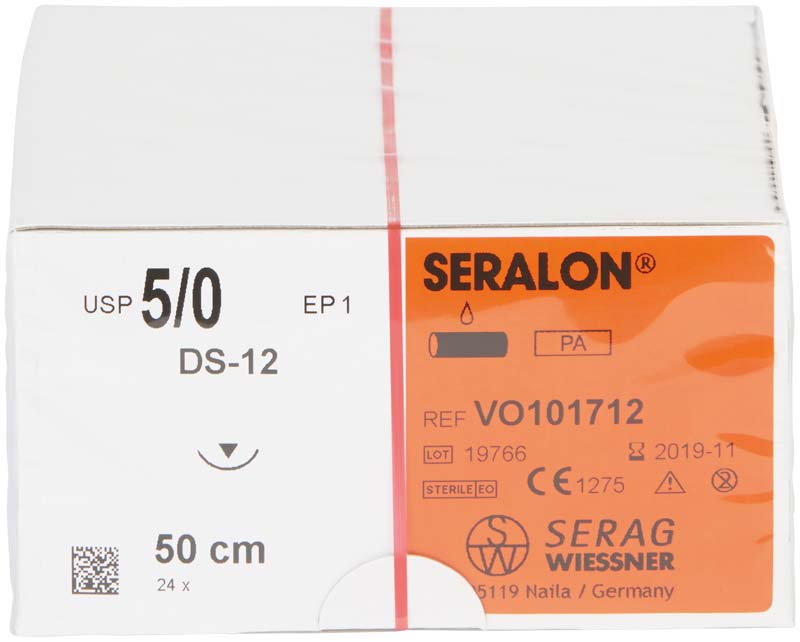 USP 5/0 EP 1
DS-12
50 cm
24 x
SERALON®
PA
REF VO101712
LOT 19766 2019-11
STERILE EO CE 1275
SW SERAG
WIESSNER
5119 Naila / Germany